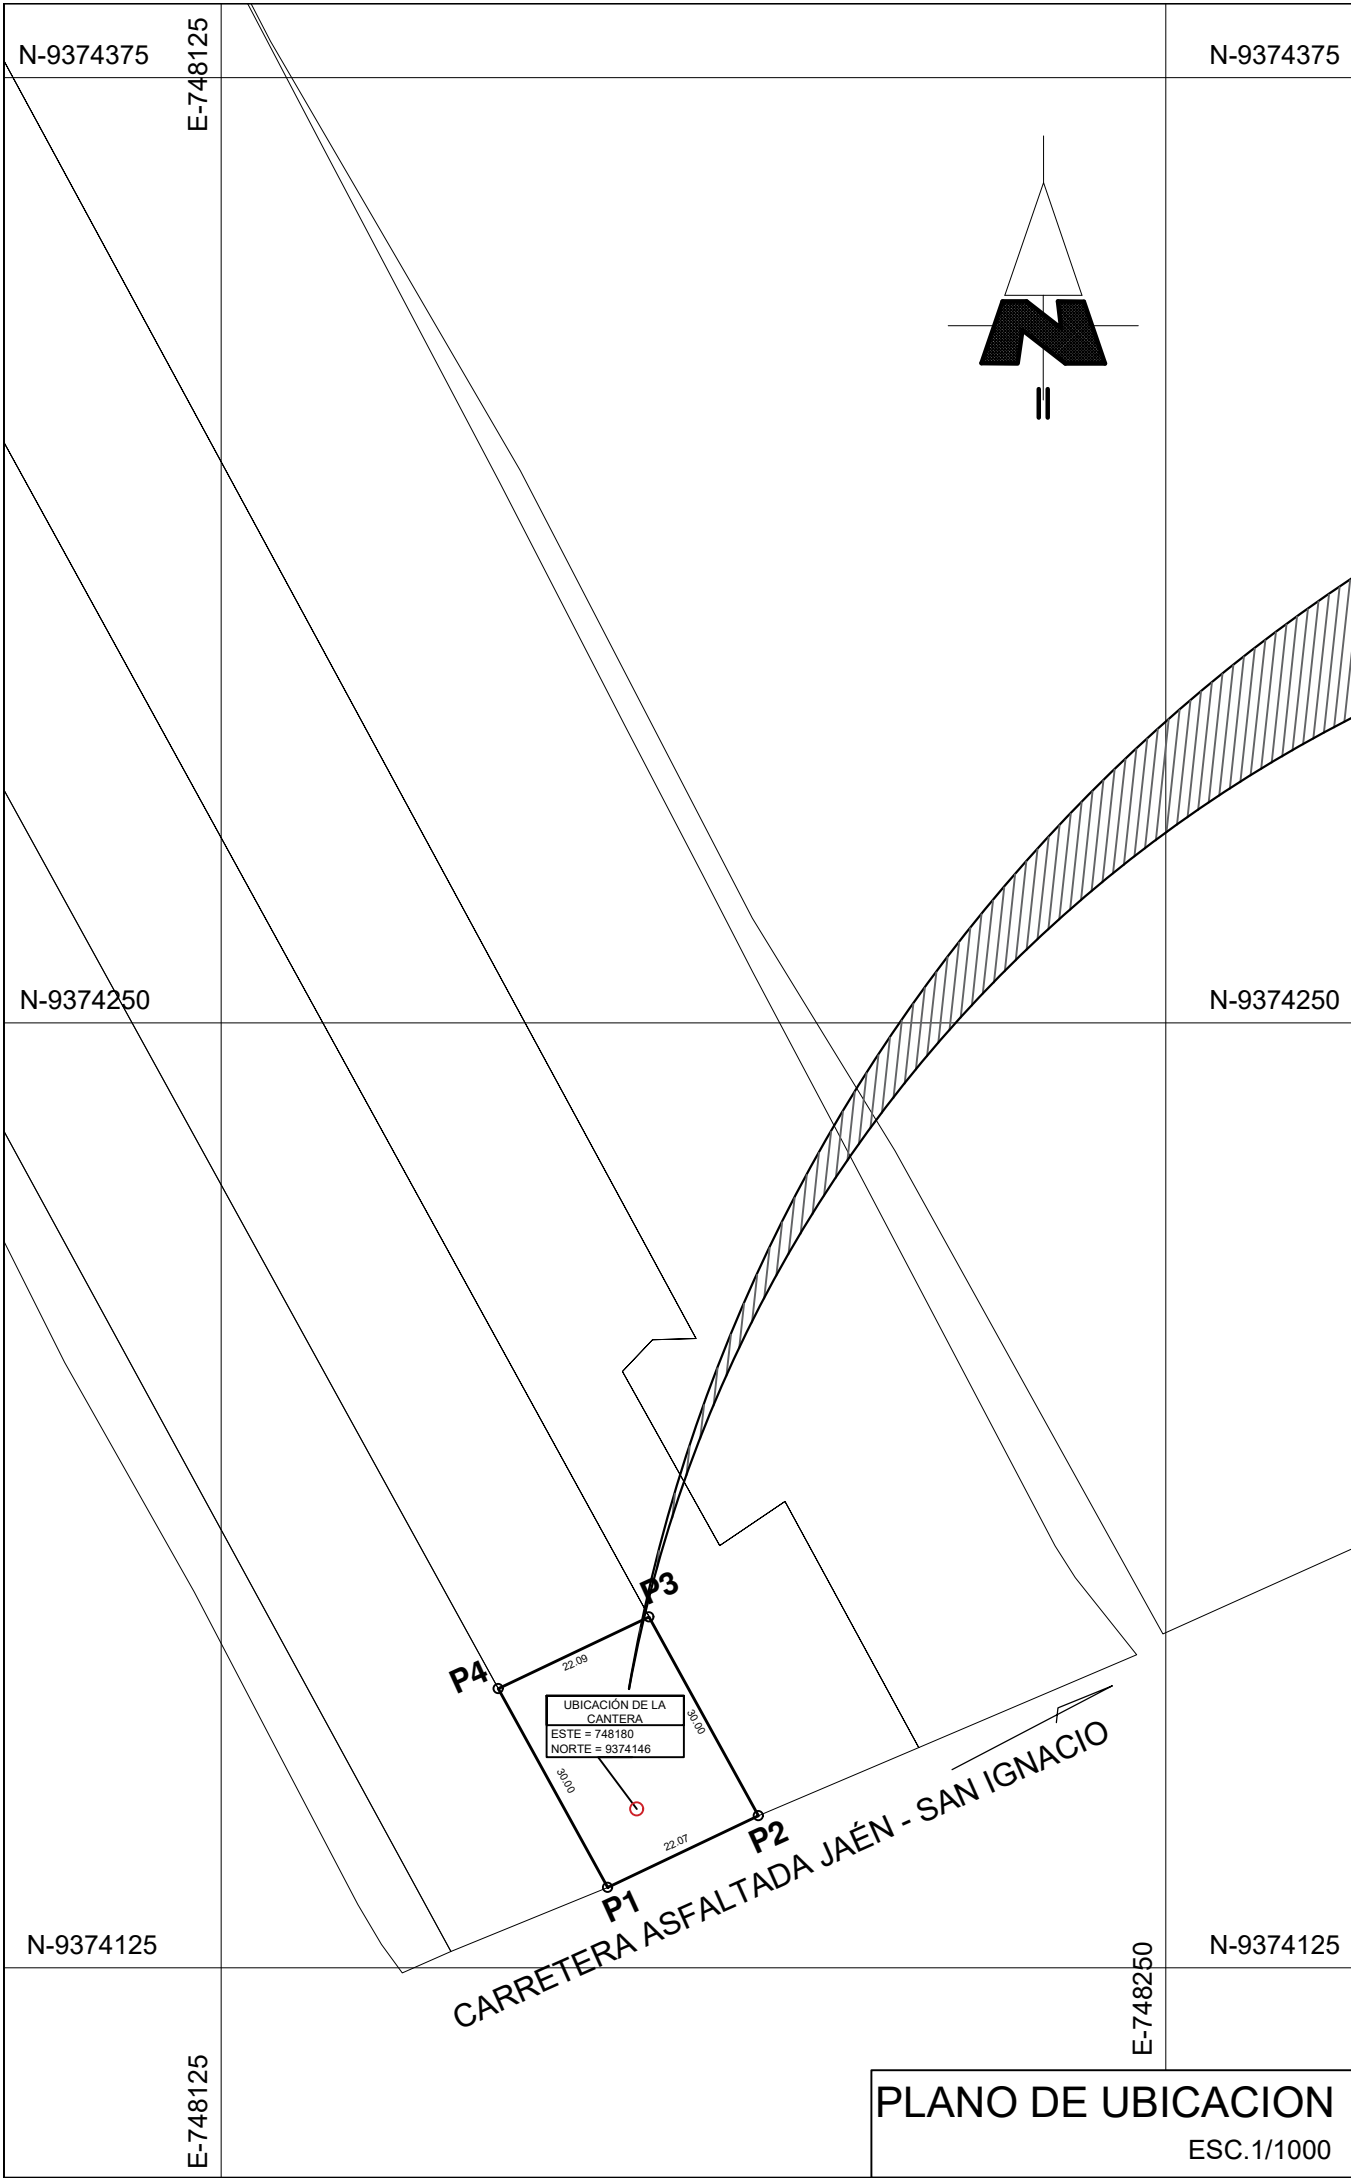 E-748125
N-9374375
N-9374375
N
N-9374250
N-9374250
P3
P4
22.09
UBICACIÓN DE LA
CANTERA
ESTE = 748180
NORTE = 9374146
30.00
30.00
22.07
P2
P1
CARRETERA ASFALTADA JAÉN - SAN IGNACIO
N-9374125
N-9374125
E-748250
E-748125
PLANO DE UBICACION
ESC.1/1000